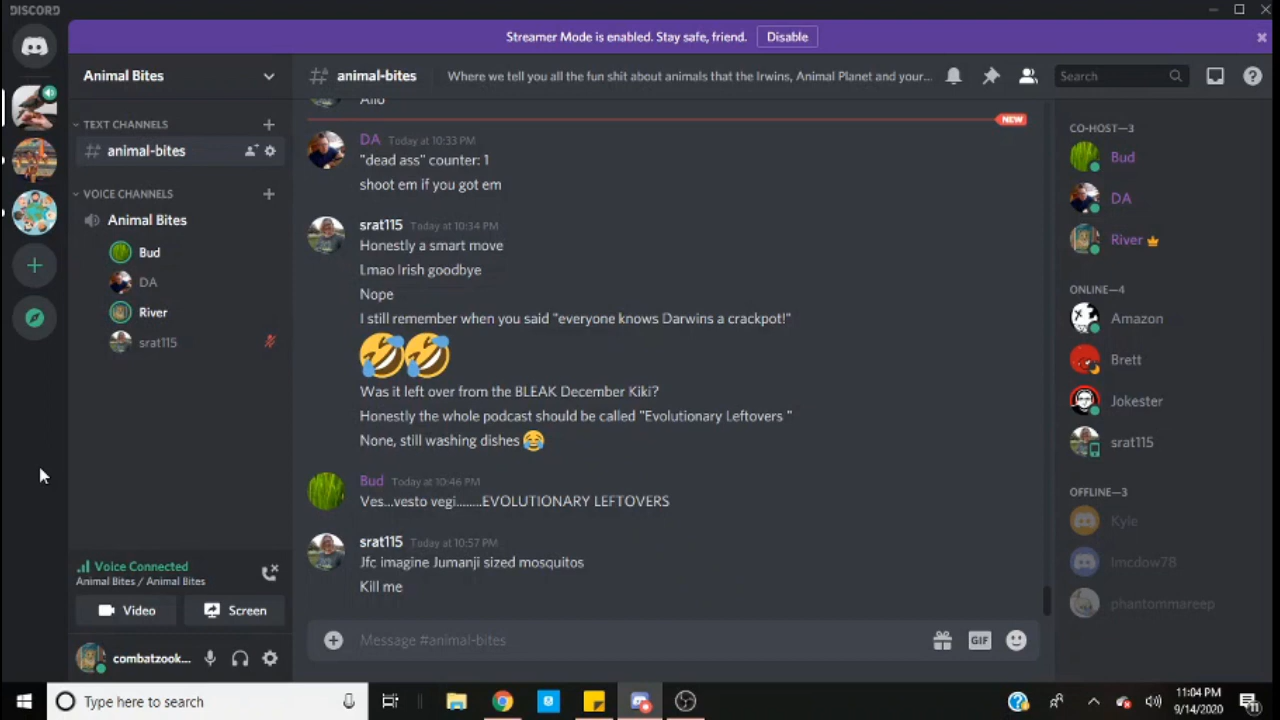 DISCORD
Streamer Mode is enabled. Stay safe, friend.
Disable
Animal Bites
animal-bites
Where we tell you all the fun shit about animals that the Irwins, Animal Planet and your...
Search
TEXT CHANNELS
animal-bites
VOICE CHANNELS
Animal Bites
Bud
DA
River
srat115
Voice Connected
Animal Bites / Animal Bites
Video
Screen
combatzook...
NEW
DA Today at 10:33 PM
"dead ass" counter: 1
shoot em if you got em
srat115 Today at 10:34 PM
Honestly a smart move
Lmao Irish goodbye
Nope
I still remember when you said "everyone knows Darwins a crackpot!"
Was it left over from the BLEAK December Kiki?
Honestly the whole podcast should be called "Evolutionary Leftovers "
None, still washing dishes
Bud Today at 10:46 PM
Ves...vesto vegi........EVOLUTIONARY LEFTOVERS
srat115 Today at 10:57 PM
Jfc imagine Jumanji sized mosquitos
Kill me
Message #animal-bites
GIF
CO-HOST—3
Bud
DA
River
ONLINE—4
Amazon
Brett
Jokester
srat115
OFFLINE—3
Kyle
lmcdow78
phantommareep
Type here to search
11:04 PM
9/14/2020